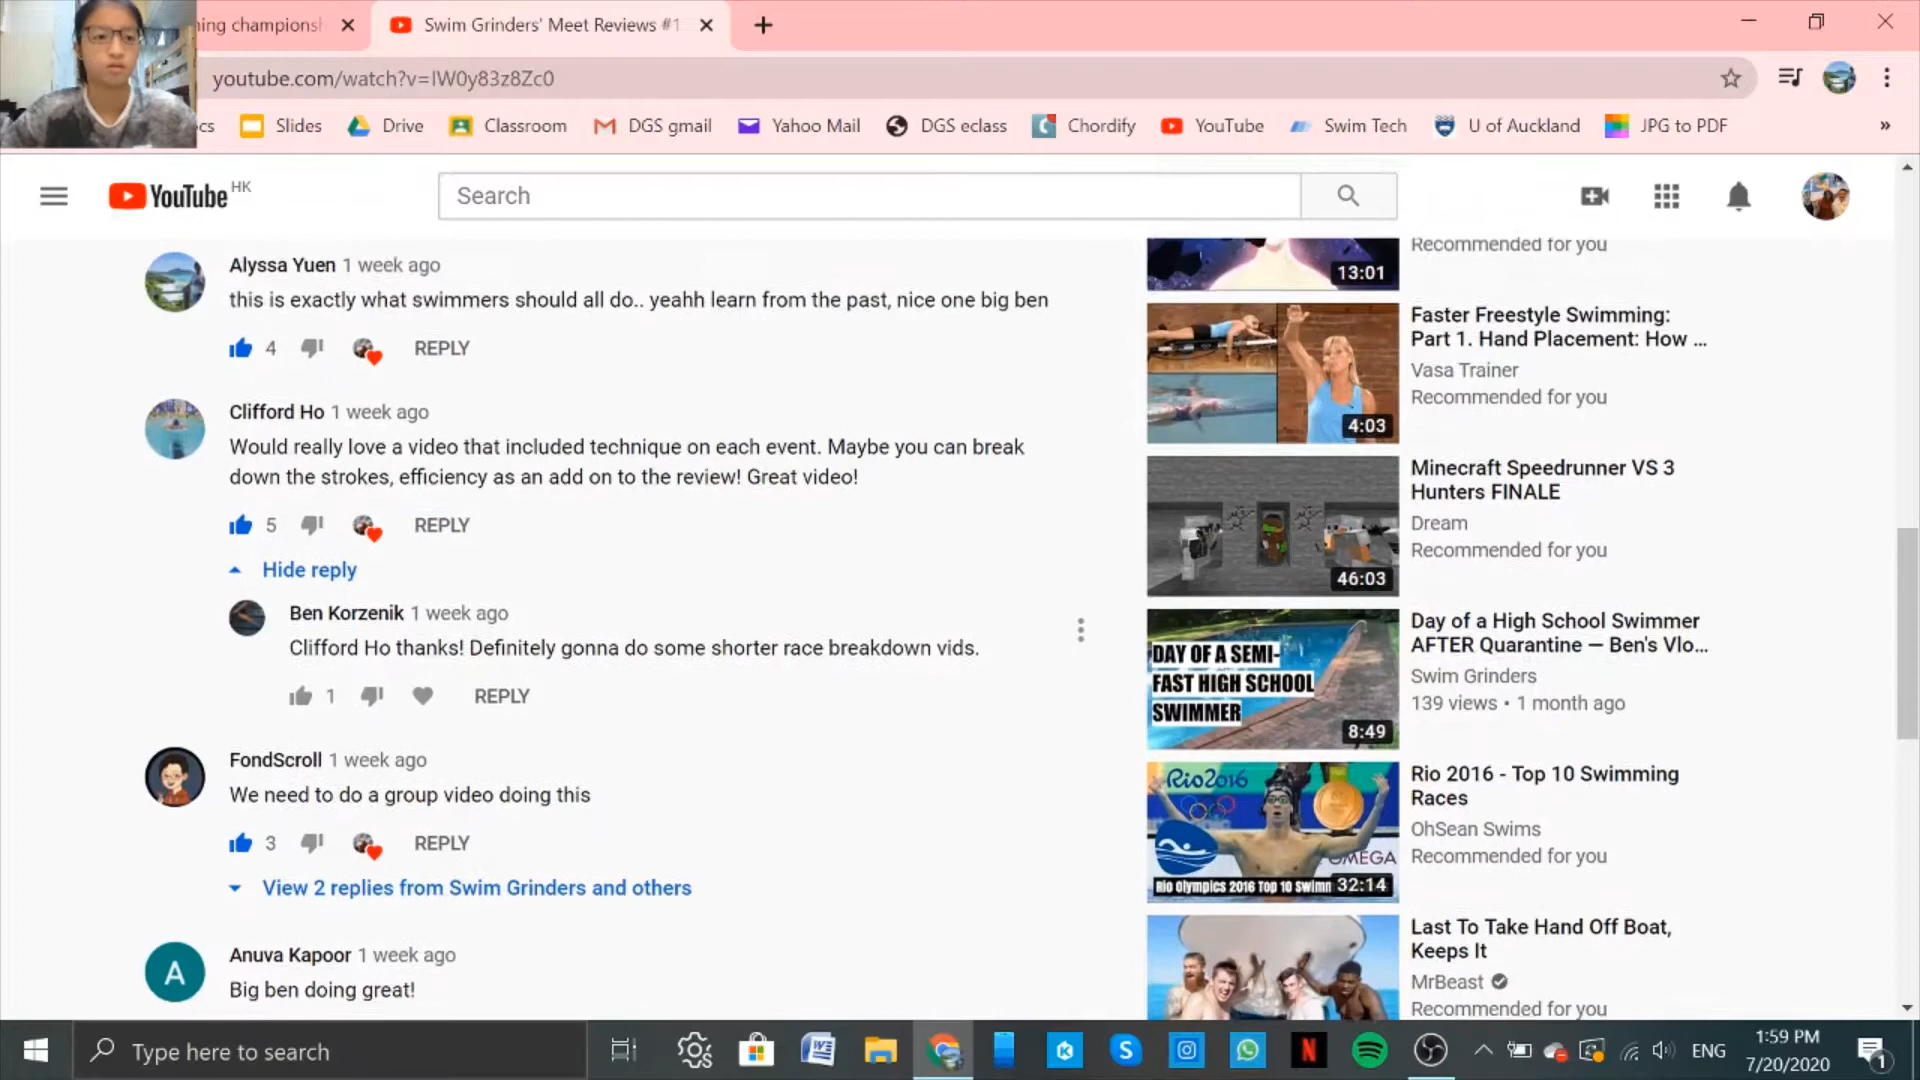 ning champions
Swim Grinders' Meet Reviews #1
youtube.com/watch?v=IW0y83z8Zc0
cs
Slides
Drive
Classroom
DGS gmail
Yahoo Mail
DGS eclass
Chordify
YouTube
Swim Tech
U of Auckland
JPG to PDF
»
YouTube HK
Search
Alyssa Yuen 1 week ago
this is exactly what swimmers should all do.. yeahh learn from the past, nice one big ben
4 REPLY
Clifford Ho 1 week ago
Would really love a video that included technique on each event. Maybe you can break
down the strokes, efficiency as an add on to the review! Great video!
5 REPLY
Hide reply
Ben Korzenik 1 week ago
Clifford Ho thanks! Definitely gonna do some shorter race breakdown vids.
1 REPLY
FondScroll 1 week ago
We need to do a group video doing this
3 REPLY
View 2 replies from Swim Grinders and others
Anuva Kapoor 1 week ago
A
Big ben doing great!
13:01
Recommended for you
4:03
Faster Freestyle Swimming:
Part 1. Hand Placement: How ...
Vasa Trainer
Recommended for you
46:03
Minecraft Speedrunner VS 3
Hunters FINALE
Dream
Recommended for you
DAY OF A SEMI-
FAST HIGH SCHOOL
SWIMMER
8:49
Day of a High School Swimmer
AFTER Quarantine — Ben's Vlo...
Swim Grinders
139 views • 1 month ago
Rio2016
OMEGA
Rio Olympics 2016 Top 10 Swimm
32:14
Rio 2016 - Top 10 Swimming
Races
OhSean Swims
Recommended for you
Last To Take Hand Off Boat,
Keeps It
MrBeast
Recommended for you
Type here to search
ENG
1:59 PM
7/20/2020
1